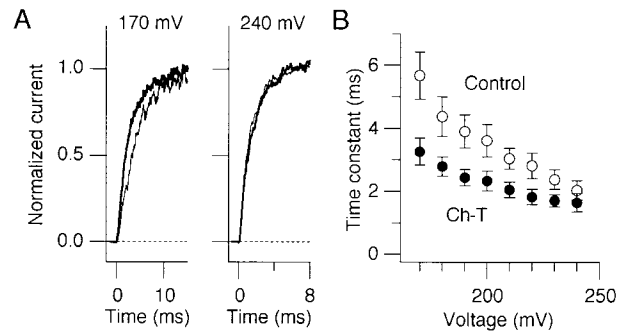 A
170 mV
240 mV
Normalized current
1.0
0.5
0.0
0
10
0
8
Time (ms)
Time (ms)
B
Time constant (ms)
6
4
2
0
Control
Ch-T
200
250
Voltage (mV)